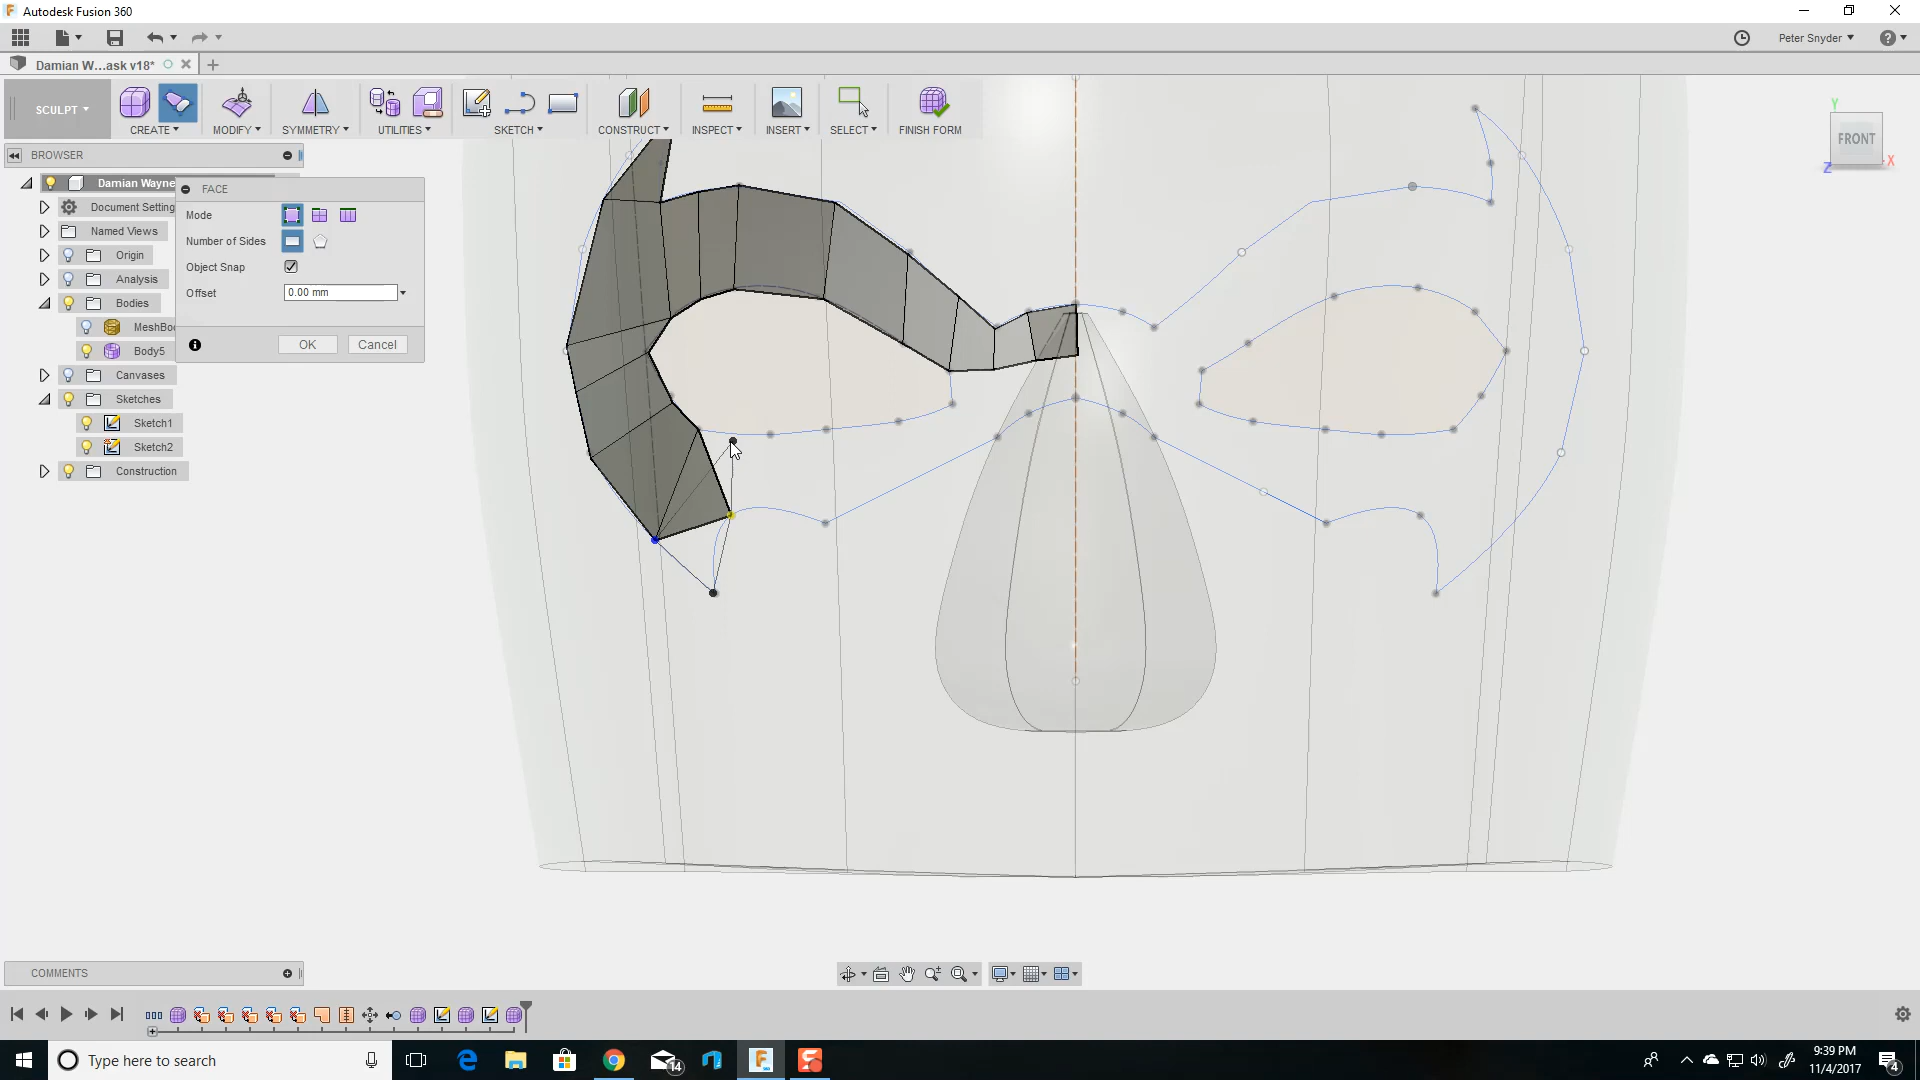 Autodesk Fusion 360
Peter Snyder
Damian W...ask v18*
SCULPT
CREATE
MODIFY
SYMMETRY
UTILITIES
SKETCH
CONSTRUCT
INSPECT
INSERT
SELECT
FINISH FORM
FRONT
Y
X
Z
BROWSER
Damian Wayne
Document Setting
Named Views
Origin
Analysis
Bodies
MeshBo
Body5
Canvases
Sketches
Sketch1
Sketch2
Construction
FACE
Mode
Number of Sides
Object Snap
Offset
0.00 mm
OK
Cancel
COMMENTS
Type here to search
14
9:39 PM
11/4/2017
4